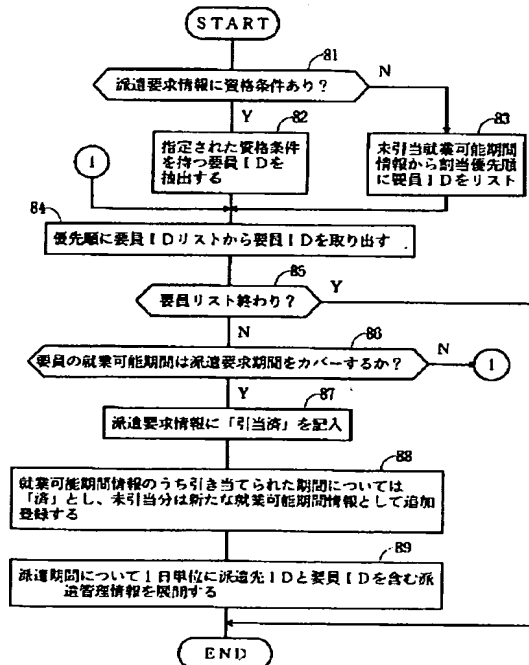 START
81
派遣要求情報に資格条件あり?
N
Y
82
指定された資格条件
を持つ要員IDを
抽出する
83
未引当就業可能期間
情報から割当優先順
に要員IDをリスト
1
84
優先順に要員IDリストから要員IDを取り出す
85
要員リスト終わり?
Y
N
86
要員の就業可能期間は派遣要求期間をカバーするか?
N
1
Y
87
派遣要求情報に「引当済」を記入
88
就業可能期間情報のうち引き当てられた期間については
「済」とし、未引当分は新たな就業可能期間情報として追加
登録する
89
派遣期間について1日単位に派遣先IDと要員IDを含む派
遣管理情報を展開する
END